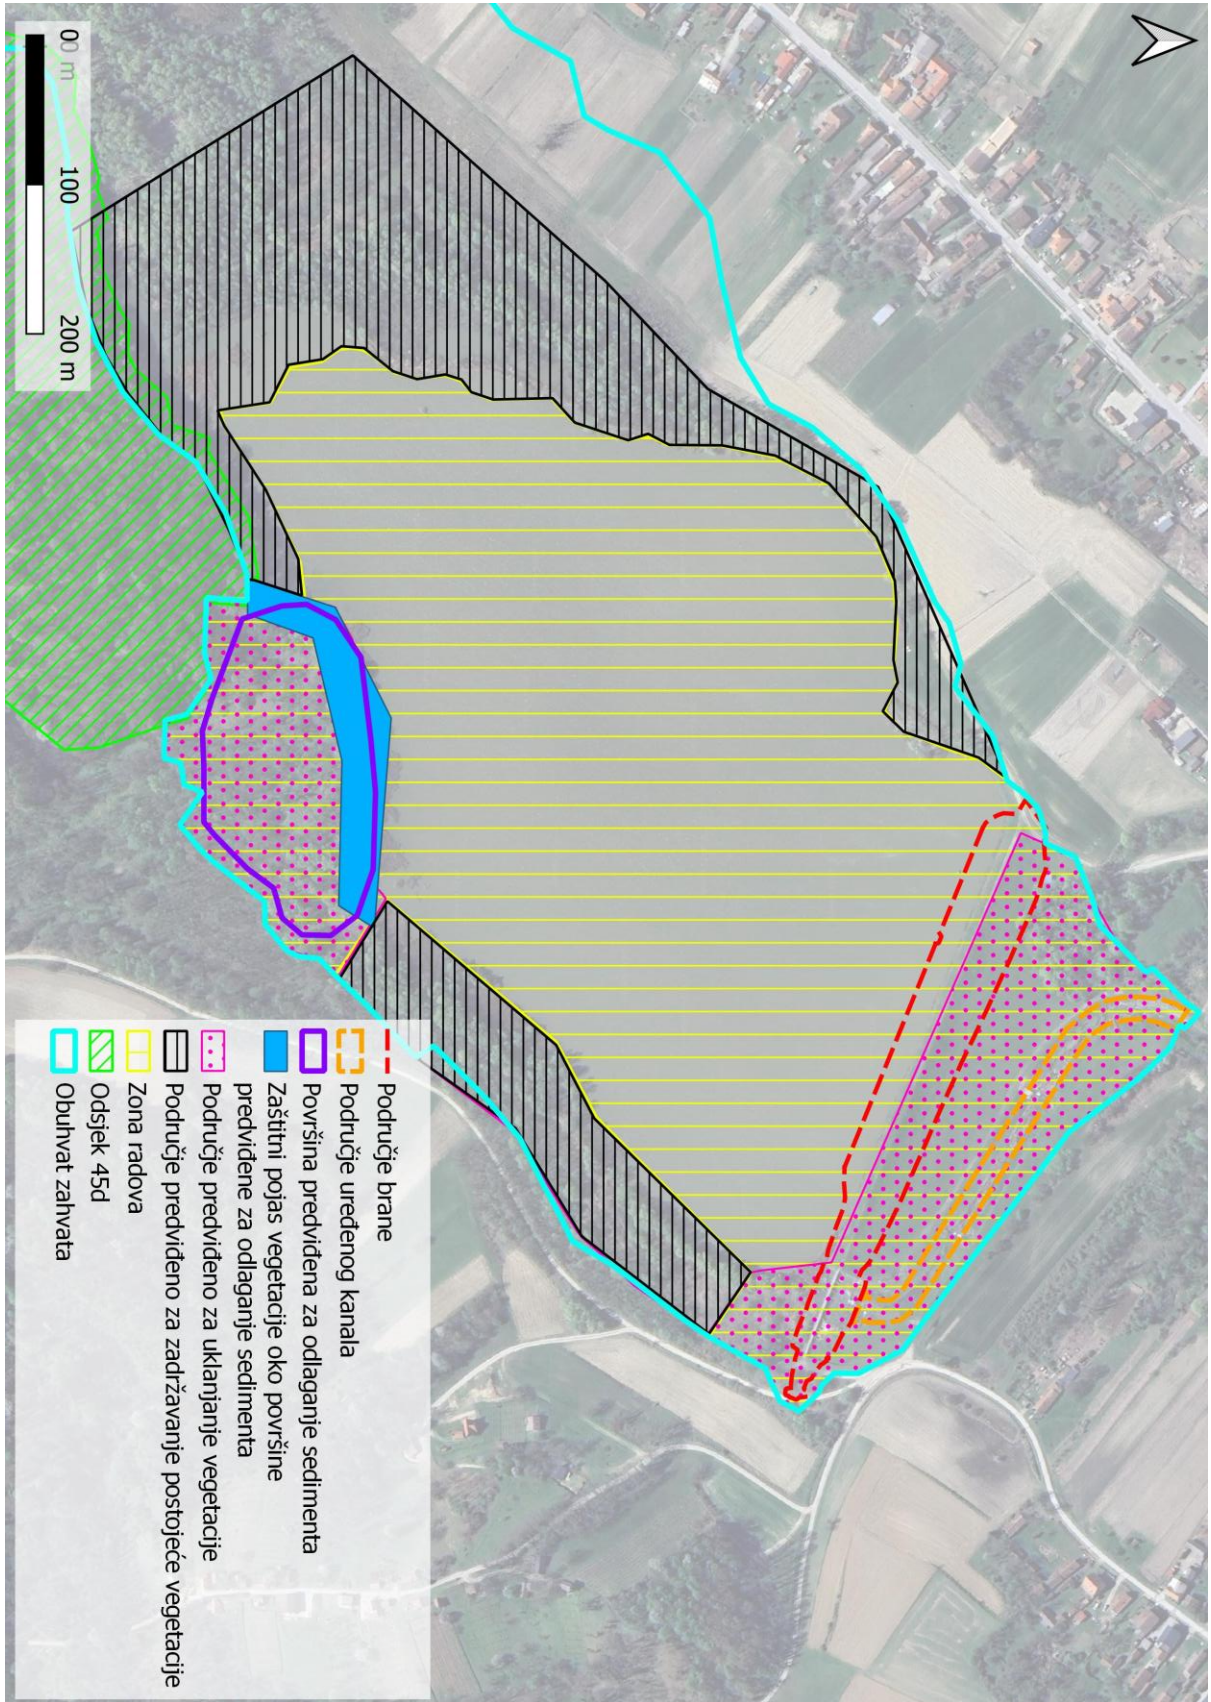 00 m 100 200 m
Područje brane
Područje uređenog kanala
Površina predviđena za odlaganje sedimenta
Zaštitni pojas vegetacije oko površine
predviđene za odlaganje sedimenta
Područje predviđeno za uklanjanje vegetacije
Područje predviđeno za zadržavanje postojeće vegetacije
Zona radova
Odsjek 45d
Obuhvat zahvata